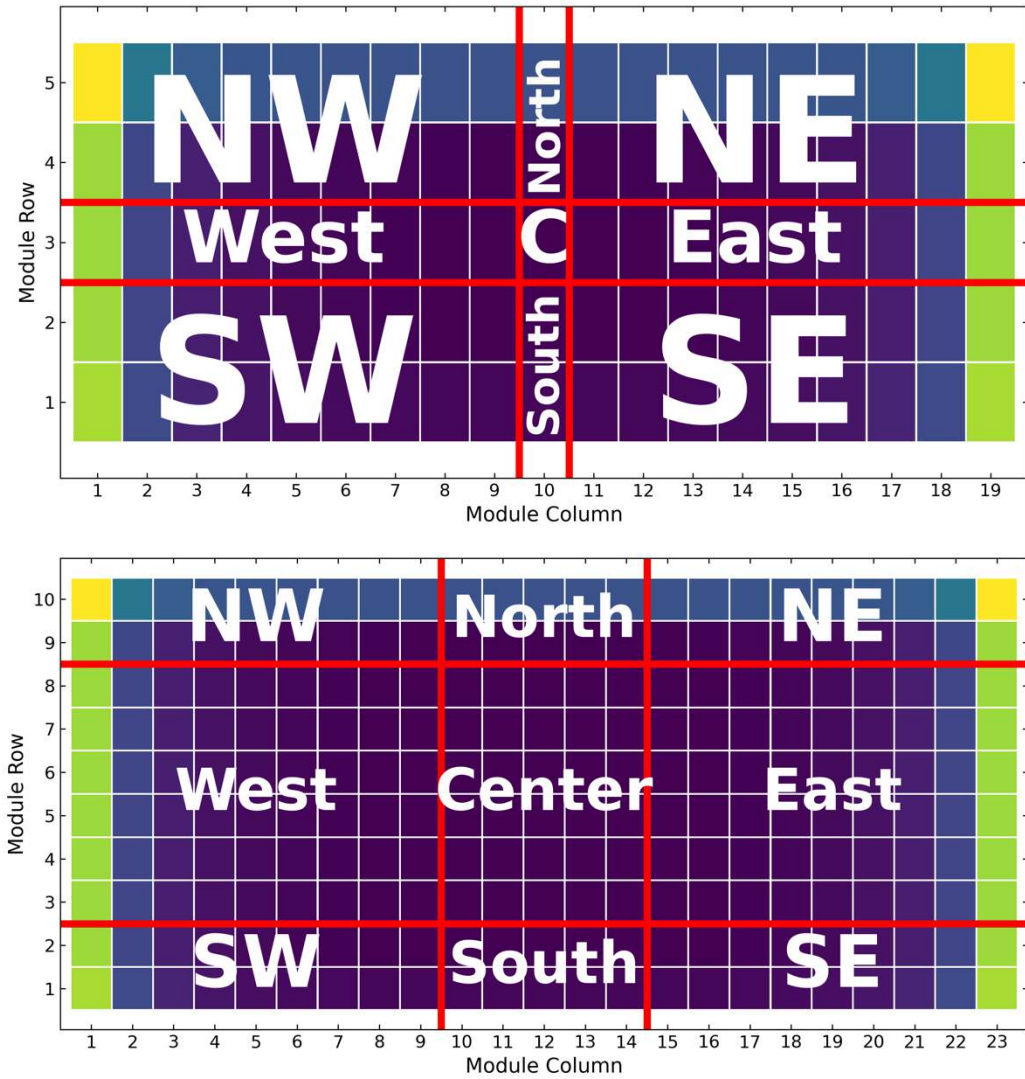 5
NW
North
NE
4
West
C
East
3
SW
South
SE
2
1
Module Row
1 2 3 4 5 6 7 8 9 10 11 12 13 14 15 16 17 18 19
Module Column
10
NW
North
NE
9
8
7
6
West
Center
East
5
4
3
2
SW
South
SE
1
Module Row
1 2 3 4 5 6 7 8 9 10 11 12 13 14 15 16 17 18 19 20 21 22 23
Module Column